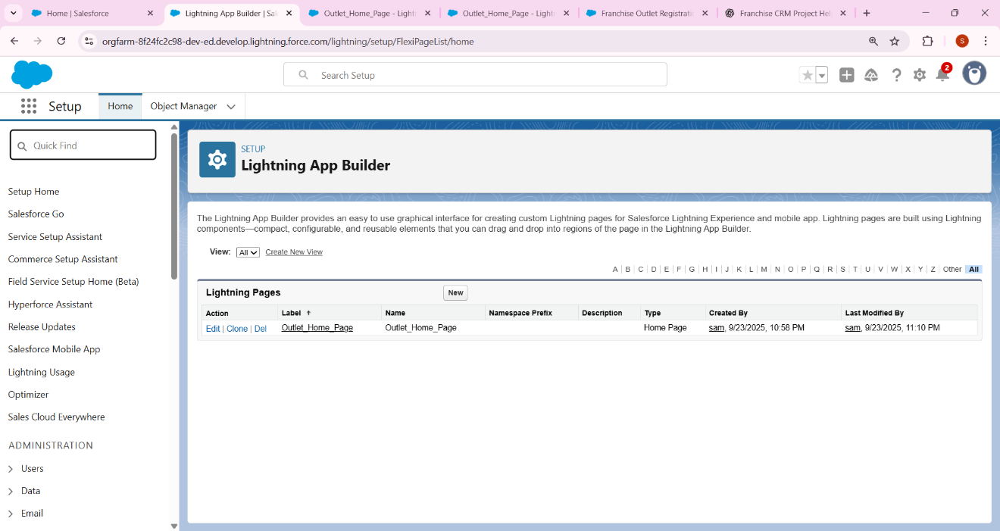 Home | Salesforce
Lightning App Builder | Sal
Outlet_Home_Page - Lightn
Outlet_Home_Page - Lightn
Franchise Outlet Registratio
Franchise CRM Project Help
orgfarm-8f24fc2c98-dev-ed.develop.lightning.force.com/lightning/setup/FlexiPageList/home
S
Search Setup
2
Setup
Home
Object Manager
Quick Find
Setup Home
Salesforce Go
Service Setup Assistant
Commerce Setup Assistant
Field Service Setup Home (Beta)
Hyperforce Assistant
Release Updates
Salesforce Mobile App
Lightning Usage
Optimizer
Sales Cloud Everywhere
ADMINISTRATION
Users
Data
Email
SETUP
Lightning App Builder
The Lightning App Builder provides an easy to use graphical interface for creating custom Lightning pages for Salesforce Lightning Experience and mobile app. Lightning pages are built using Lightning
components—compact, configurable, and reusable elements that you can drag and drop into regions of the page in the Lightning App Builder.
View: All Create New View
A | B | C | D | E | F | G | H | I | J | K | L | M | N | O | P | Q | R | S | T | U | V | W | X | Y | Z | Other All
Lightning Pages New
Action Label Name Namespace Prefix Description Type Created By Last Modified By
Edit | Clone | Del Outlet_Home_Page Outlet_Home_Page Home Page sam, 9/23/2025, 10:58 PM sam, 9/23/2025, 11:10 PM